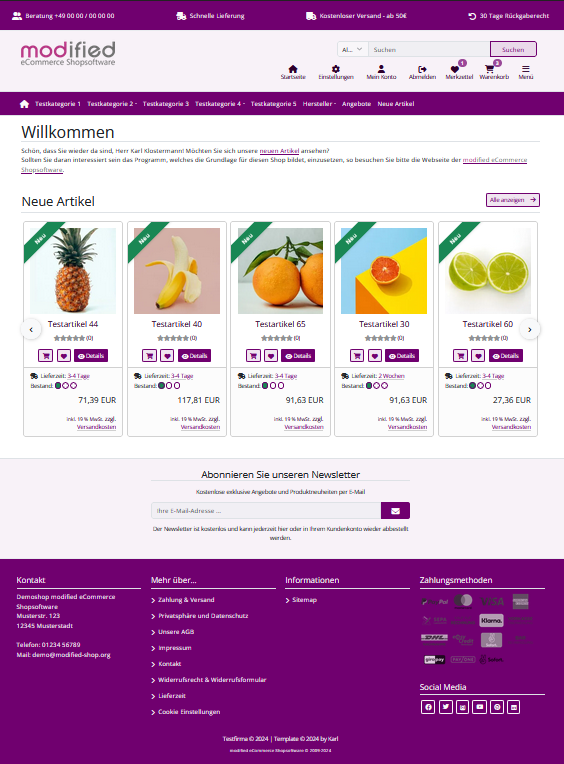 Beratung +49 00 00 / 00 00 00
Schnelle Lieferung
Kostenloser Versand - ab 50€
30 Tage Rückgaberecht
modified
eCommerce Shopsoftware
Al...
Suchen
Suchen
Startseite
Einstellungen
Mein Konto
Abmelden
Merkzettel
Warenkorb
Menü
Testkategorie 1
Testkategorie 2
Testkategorie 3
Testkategorie 4
Testkategorie 5
Hersteller
Angebote
Neue Artikel
Willkommen
Schön, dass Sie wieder da sind, Herr Karl Klostermann! Möchten Sie sich unsere neuen Artikel ansehen?
Sollten Sie daran interessiert sein das Programm, welches die Grundlage für diesen Shop bildet, einzusetzen, so besuchen Sie bitte die Webseite der modified eCommerce
Shopsoftware.
Neue Artikel
Alle anzeigen
Neu
Testartikel 44
(0)
Details
Lieferzeit: 3-4 Tage
Bestand:
71,39 EUR
inkl. 19 % MwSt. zzgl.
Versandkosten
Neu
Testartikel 40
(0)
Details
Lieferzeit: 3-4 Tage
Bestand:
117,81 EUR
inkl. 19 % MwSt. zzgl.
Versandkosten
Neu
Testartikel 65
(0)
Details
Lieferzeit: 3-4 Tage
Bestand:
91,63 EUR
inkl. 19 % MwSt. zzgl.
Versandkosten
Neu
Testartikel 30
(0)
Details
Lieferzeit: 2 Wochen
Bestand:
91,63 EUR
inkl. 19 % MwSt. zzgl.
Versandkosten
Neu
Testartikel 60
(0)
Details
Lieferzeit: 3-4 Tage
Bestand:
27,36 EUR
inkl. 19 % MwSt. zzgl.
Versandkosten
Abonnieren Sie unseren Newsletter
Kostenlose exklusive Angebote und Produktneuheiten per E-Mail
Ihre E-Mail-Adresse ...
Der Newsletter ist kostenlos und kann jederzeit hier oder in Ihrem Kundenkonto wieder abbestellt
werden.
Kontakt
Demoshop modified eCommerce
Shopsoftware
Musterstr. 123
12345 Musterstadt
Telefon: 01234 56789
Mail: demo@modified-shop.org
Mehr über...
Zahlung & Versand
Privatsphäre und Datenschutz
Unsere AGB
Impressum
Kontakt
Widerrufsrecht & Widerrufsformular
Lieferzeit
Cookie Einstellungen
Informationen
Sitemap
Zahlungsmethoden
PayPal
VISA
Klarna.
DHL
giropay
Social Media
Testfirma © 2024 | Template © 2024 by Karl
modified eCommerce Shopsoftware © 2009-2024